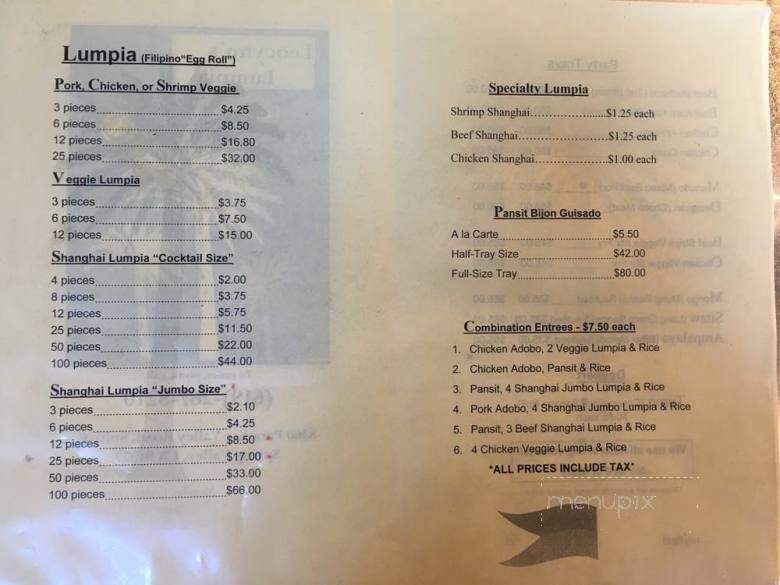 Lumpia (Filipino"Egg Roll")
Pork, Chicken, or Shrimp Veggie
3 pieces $4.25
6 pieces $8.50
12 pieces $16.80
25 pieces $32.00
Veggie Lumpia
3 pieces $3.75
6 pieces $7.50
12 pieces $15.00
Shanghai Lumpia "Cocktail Size"
4 pieces $2.00
8 pieces $3.75
12 pieces $5.75
25 pieces $11.50
50 pieces $22.00
100 pieces $44.00
Shanghai Lumpia "Jumbo Size"
3 pieces $2.10
6 pieces $4.25
12 pieces $8.50
25 pieces $17.00
50 pieces $33.00
100 pieces $66.00
Specialty Lumpia
Shrimp Shanghai $1.25 each
Beef Shanghai $1.25 each
Chicken Shanghai $1.00 each
Pansit Bijon Guisado
A la Carte $5.50
Half-Tray Size $42.00
Full-Size Tray $80.00
Combination Entrees - $7.50 each
1. Chicken Adobo, 2 Veggie Lumpia & Rice
2. Chicken Adobo, Pansit & Rice
3. Pansit, 4 Shanghai Jumbo Lumpia & Rice
4. Pork Adobo, 4 Shanghai Jumbo Lumpia & Rice
5. Pansit, 3 Beef Shanghai Lumpia & Rice
6. 4 Chicken Veggie Lumpia & Rice
*ALL PRICES INCLUDE TAX*
menupix